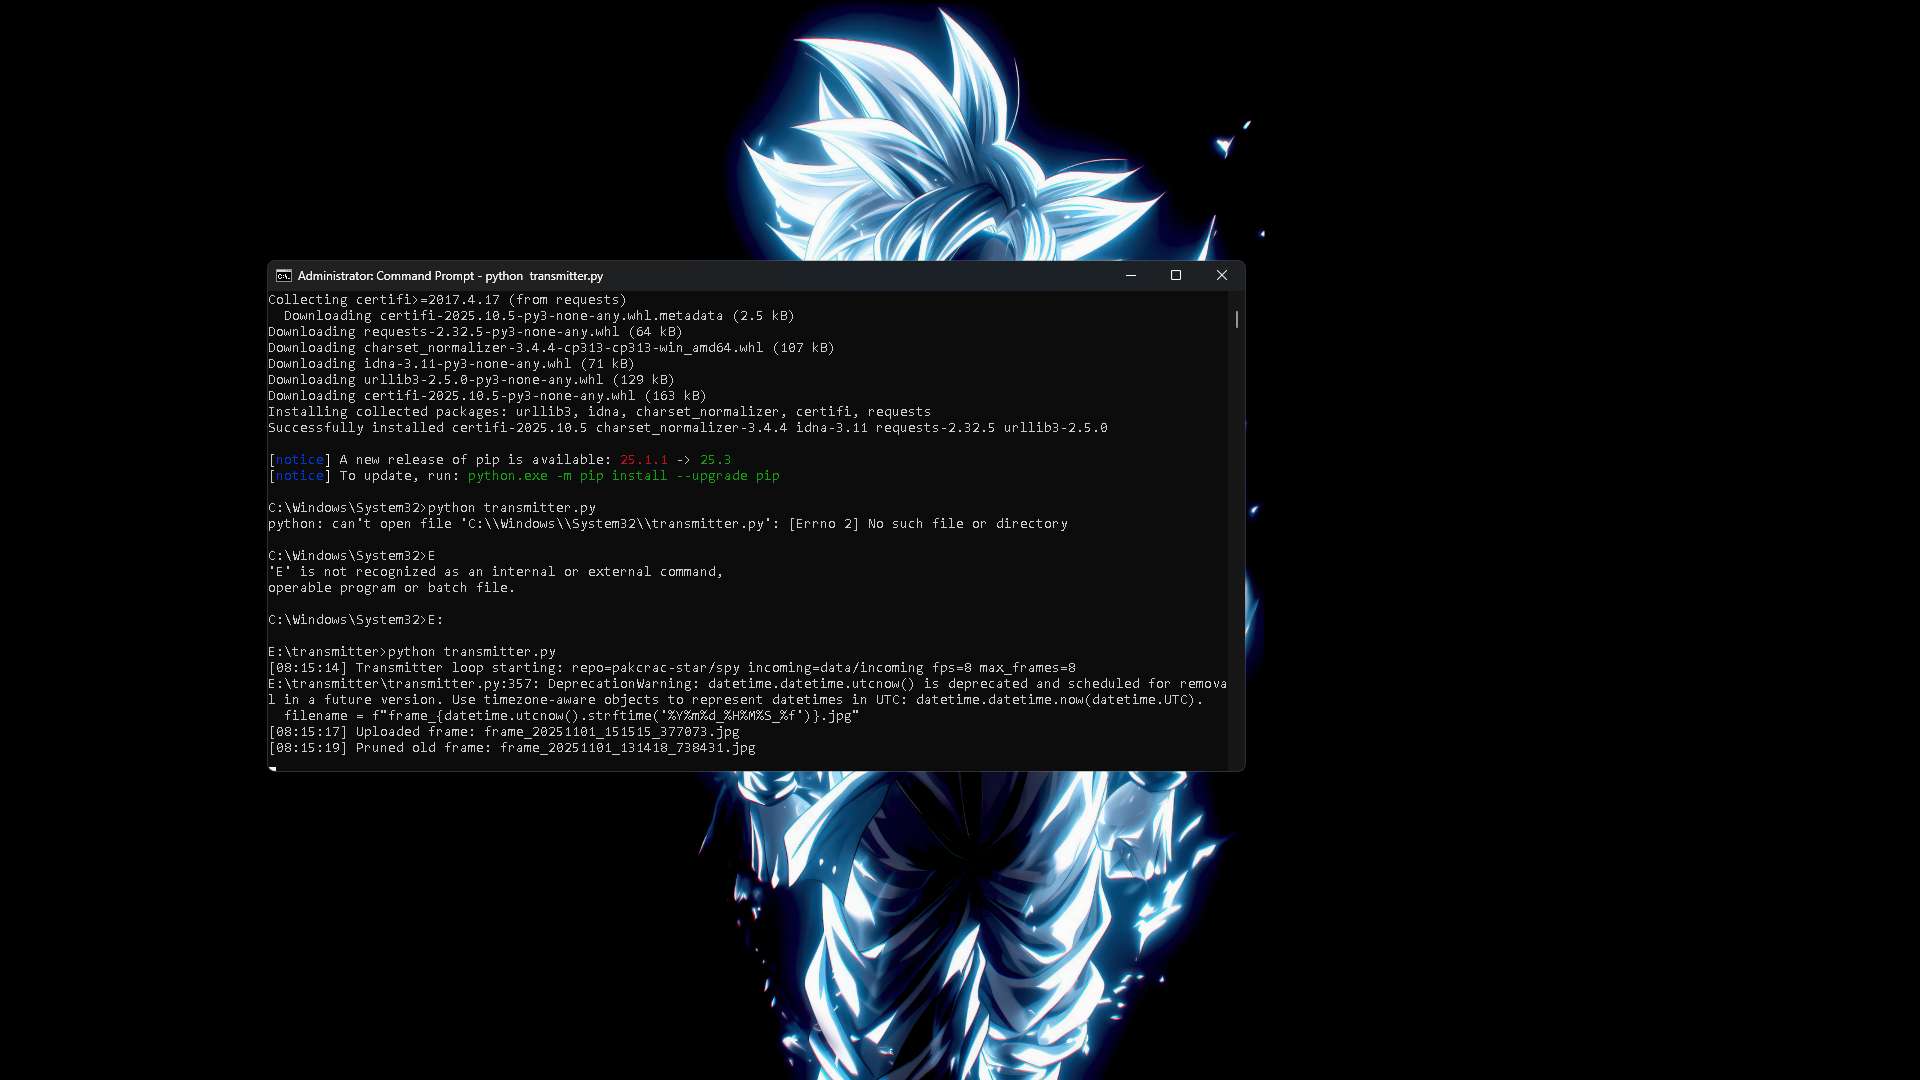 Administrator: Command Prompt - python  transmitter.py
Collecting certifi>=2017.4.17 (from requests)
  Downloading certifi-2025.10.5-py3-none-any.whl.metadata (2.5 kB)
Downloading requests-2.32.5-py3-none-any.whl (64 kB)
Downloading charset_normalizer-3.4.4-cp313-cp313-win_amd64.whl (107 kB)
Downloading idna-3.11-py3-none-any.whl (71 kB)
Downloading urllib3-2.5.0-py3-none-any.whl (129 kB)
Downloading certifi-2025.10.5-py3-none-any.whl (163 kB)
Installing collected packages: urllib3, idna, charset_normalizer, certifi, requests
Successfully installed certifi-2025.10.5 charset_normalizer-3.4.4 idna-3.11 requests-2.32.5 urllib3-2.5.0
[notice] A new release of pip is available: 25.1.1 -> 25.3
[notice] To update, run: python.exe -m pip install --upgrade pip
C:\Windows\System32>python transmitter.py
python: can't open file 'C:\\Windows\\System32\\transmitter.py': [Errno 2] No such file or directory
C:\Windows\System32>E
'E' is not recognized as an internal or external command,
operable program or batch file.
C:\Windows\System32>E:
E:\transmitter>python transmitter.py
[08:15:14] Transmitter loop starting: repo=pakcrac-star/spy incoming=data/incoming fps=8 max_frames=8
E:\transmitter\transmitter.py:357: DeprecationWarning: datetime.datetime.utcnow() is deprecated and scheduled for remova
l in a future version. Use timezone-aware objects to represent datetimes in UTC: datetime.datetime.now(datetime.UTC).
  filename = f"frame_{datetime.utcnow().strftime('%Y%m%d_%H%M%S_%f')}.jpg"
[08:15:17] Uploaded frame: frame_20251101_151515_377073.jpg
[08:15:19] Pruned old frame: frame_20251101_131418_738431.jpg